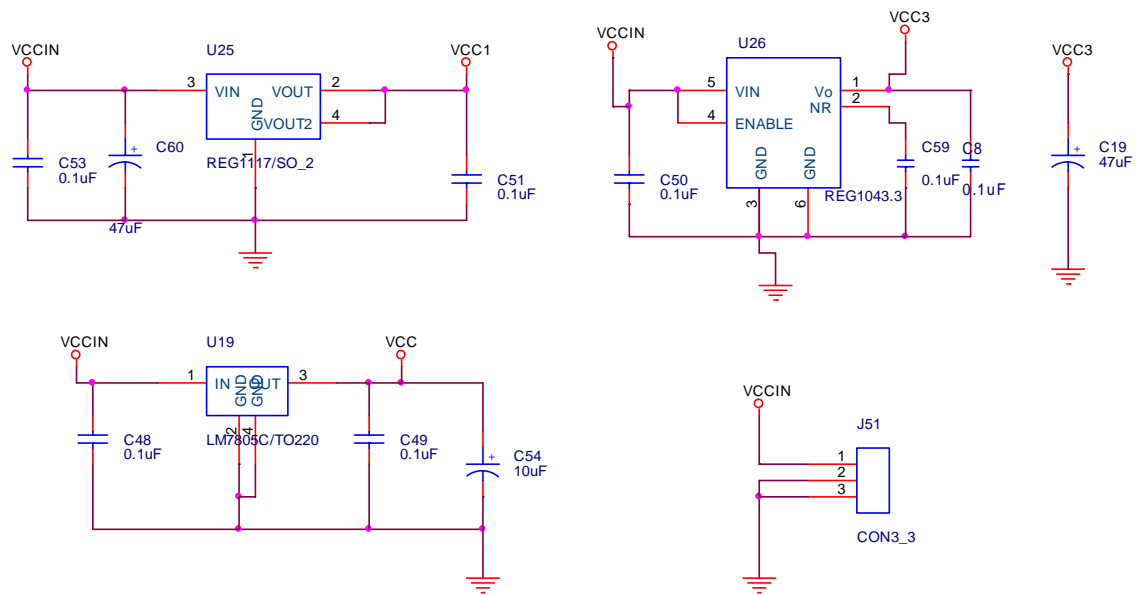 VCCIN
U25
VCC1
3
VIN
VOUT
2
GND
VOUT2
4
1
REG1117/SO_2
C53
0.1uF
C60
47uF
C51
0.1uF
VCCIN
U26
VCC3
5
VIN
Vo
1
NR
2
4
ENABLE
GND
GND
3
6
REG1043.3
C50
0.1uF
C59
0.1uF
C8
0.1uF
VCC3
C19
47uF
VCCIN
U19
VCC
1
IN
OUT
3
GND
GND
2
4
LM7805C/TO220
C48
0.1uF
C49
0.1uF
C54
10uF
VCCIN
J51
1
2
3
CON3_3
+
+
+